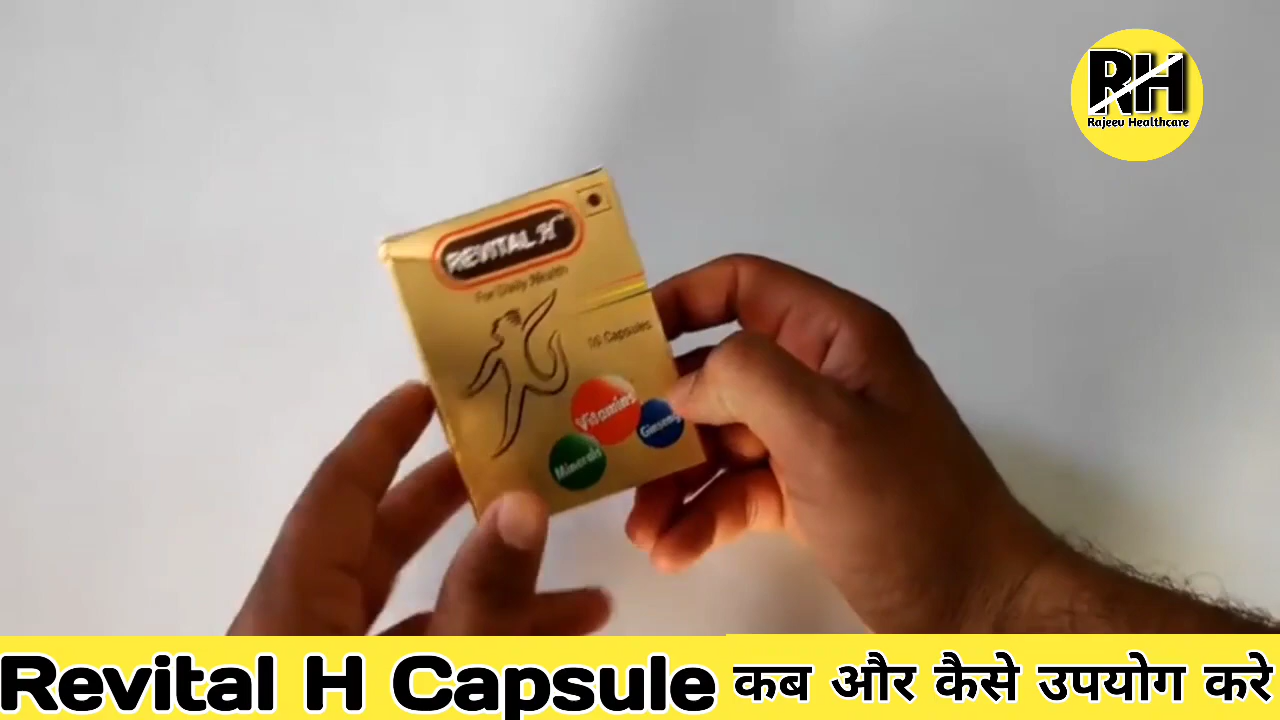 RH
Rajeev Healthcare
REVITAL H
For Daily Health
Capsules
Vitamins
Ginseng
Minerals
Revital H Capsule कब और कैसे उपयोग करे